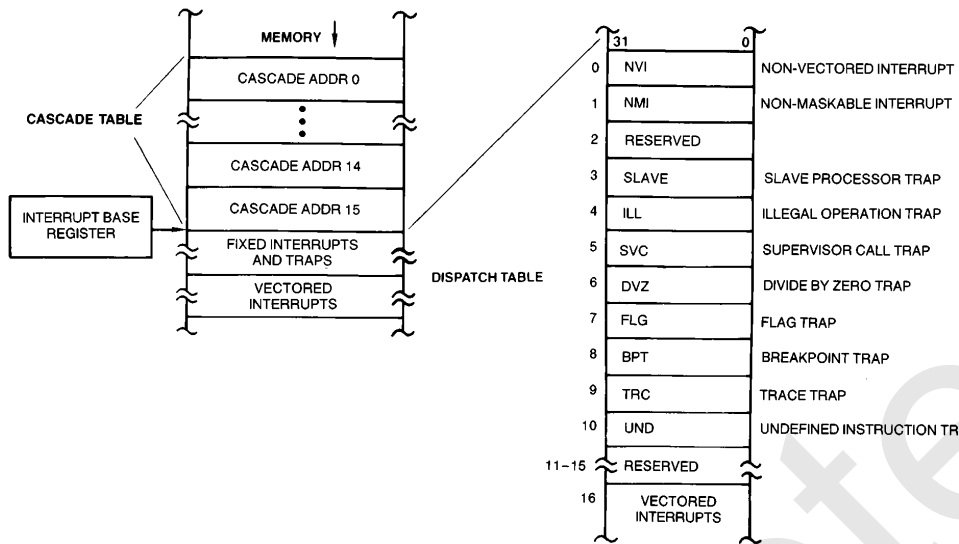 MEMORY
CASCADE ADDR 0
CASCADE TABLE
CASCADE ADDR 14
CASCADE ADDR 15
INTERRUPT BASE
REGISTER
FIXED INTERRUPTS
AND TRAPS
VECTORED
INTERRUPTS
DISPATCH TABLE
31 0
0 NVI NON-VECTORED INTERRUPT
1 NMI NON-MASKABLE INTERRUPT
2 RESERVED
3 SLAVE SLAVE PROCESSOR TRAP
4 ILL ILLEGAL OPERATION TRAP
5 SVC SUPERVISOR CALL TRAP
6 DVZ DIVIDE BY ZERO TRAP
7 FLG FLAG TRAP
8 BPT BREAKPOINT TRAP
9 TRC TRACE TRAP
10 UND UNDEFINED INSTRUCTION TR
11-15 RESERVED
16 VECTORED
INTERRUPTS